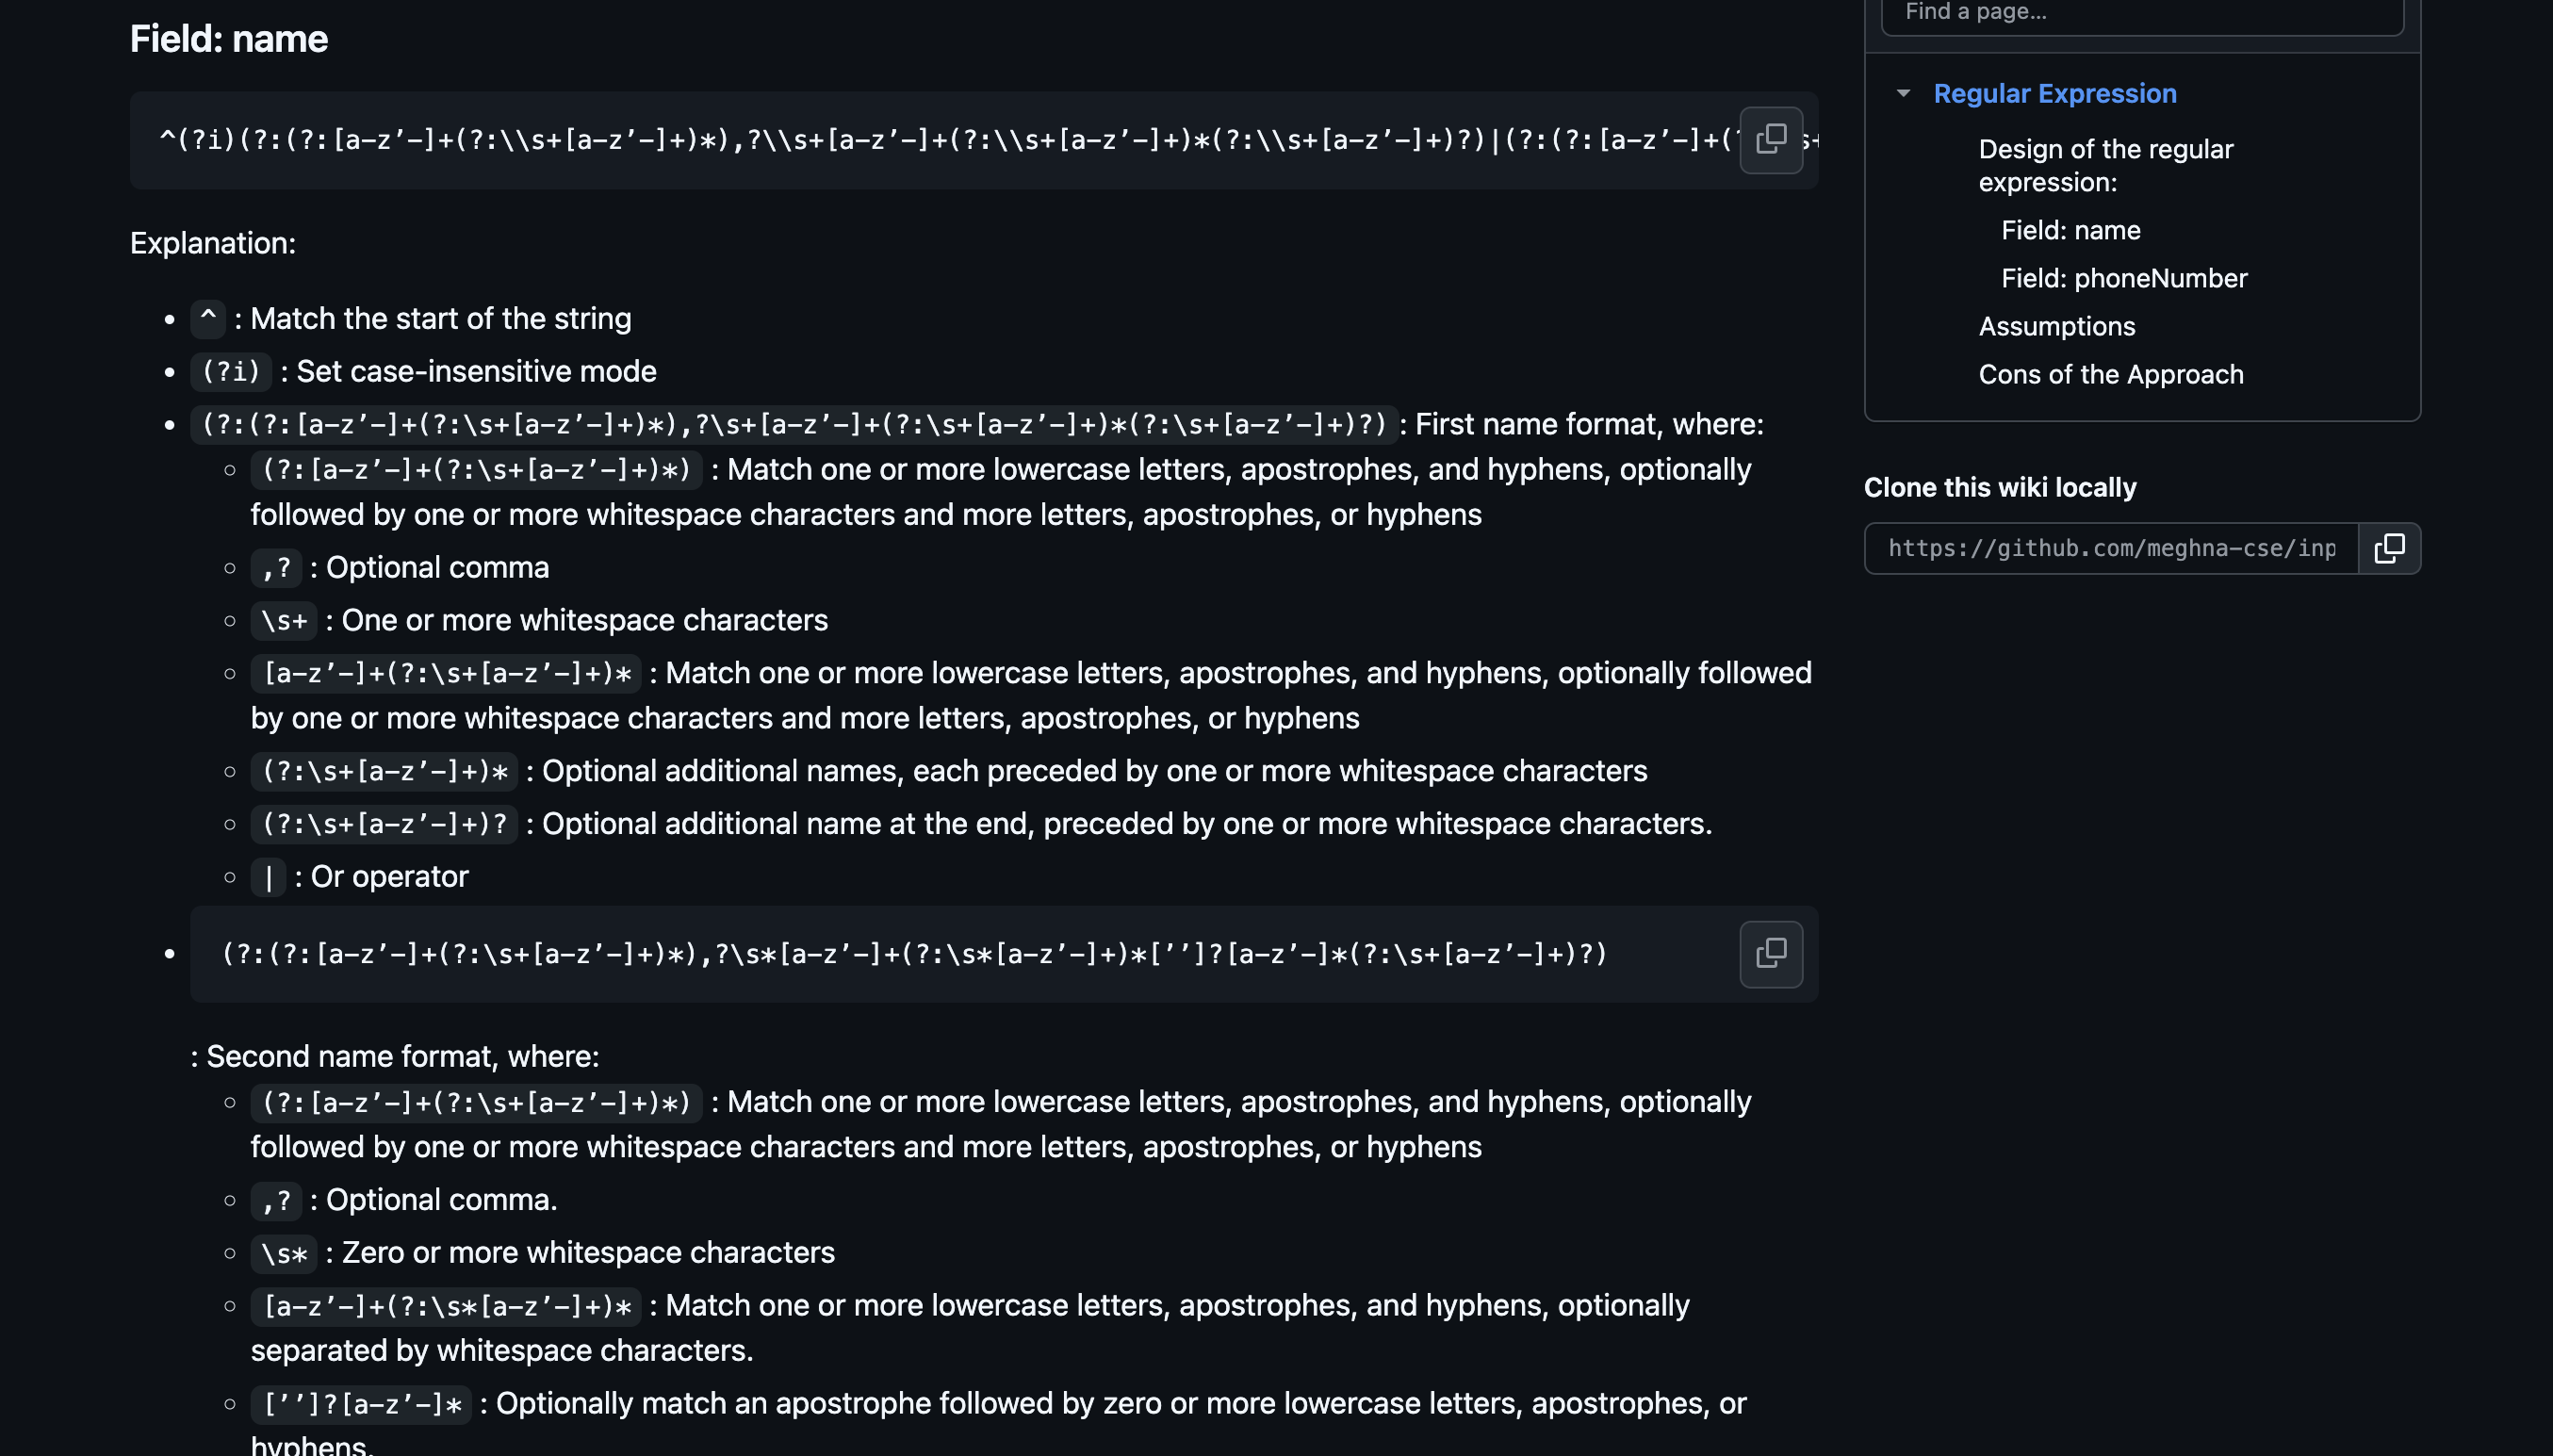 Field: name
^(?i)(?:(?:[a-z’-]+(?:\\s+[a-z’-]+)*),?\\s+[a-z’-]+(?:\\s+[a-z’-]+)*(?:\\s+[a-z’-]+)?)|(?:(?:[a-z’-]+(? s+
Explanation:
• ^ : Match the start of the string
• (?i) : Set case-insensitive mode
• (?:(?:[a-z’-]+(?:\s+[a-z’-]+)*),?\s+[a-z’-]+(?:\s+[a-z’-]+)*(?:\s+[a-z’-]+)?) : First name format, where:
○ (?:[a-z’-]+(?:\s+[a-z’-]+)*) : Match one or more lowercase letters, apostrophes, and hyphens, optionally
followed by one or more whitespace characters and more letters, apostrophes, or hyphens
○ ,? : Optional comma
○ \s+ : One or more whitespace characters
○ [a-z’-]+(?:\s+[a-z’-]+)* : Match one or more lowercase letters, apostrophes, and hyphens, optionally followed
by one or more whitespace characters and more letters, apostrophes, or hyphens
○ (?:\s+[a-z’-]+)* : Optional additional names, each preceded by one or more whitespace characters
○ (?:\s+[a-z’-]+)? : Optional additional name at the end, preceded by one or more whitespace characters.
○ | : Or operator
• (?:(?:[a-z’-]+(?:\s+[a-z’-]+)*),?\s*[a-z’-]+(?:\s*[a-z’-]+)*[’’]?[a-z’-]*(?:\s+[a-z’-]+)?)
: Second name format, where:
○ (?:[a-z’-]+(?:\s+[a-z’-]+)*) : Match one or more lowercase letters, apostrophes, and hyphens, optionally
followed by one or more whitespace characters and more letters, apostrophes, or hyphens
○ ,? : Optional comma.
○ \s* : Zero or more whitespace characters
○ [a-z’-]+(?:\s*[a-z’-]+)* : Match one or more lowercase letters, apostrophes, and hyphens, optionally
separated by whitespace characters.
○ [’’]?[a-z’-]* : Optionally match an apostrophe followed by zero or more lowercase letters, apostrophes, or
hyphens.
Find a page...
Regular Expression
Design of the regular
expression:
Field: name
Field: phoneNumber
Assumptions
Cons of the Approach
Clone this wiki locally
https://github.com/meghna-cse/inp